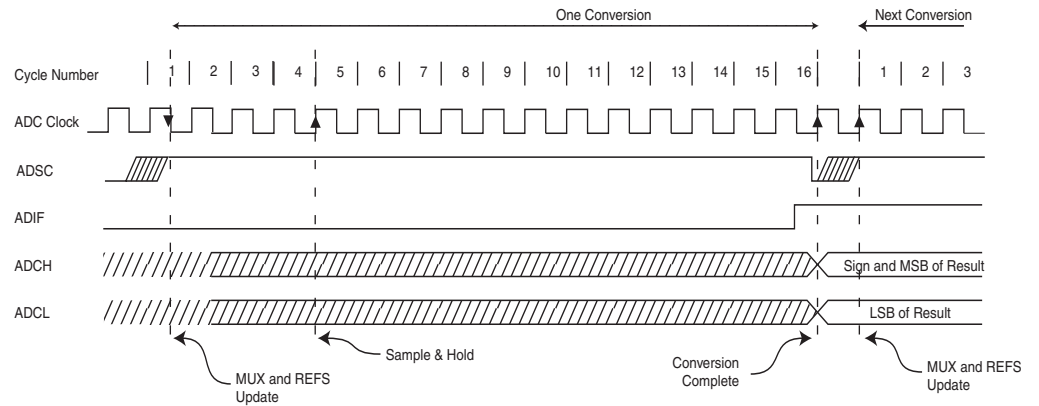 One Conversion
Next Conversion
Cycle Number 1 2 3 4 5 6 7 8 9 10 11 12 13 14 15 16 1 2 3
ADC Clock
ADSC
ADIF
ADCH
Sign and MSB of Result
ADCL
LSB of Result
MUX and REFS
Update
Sample & Hold
Conversion
Complete
MUX and REFS
Update